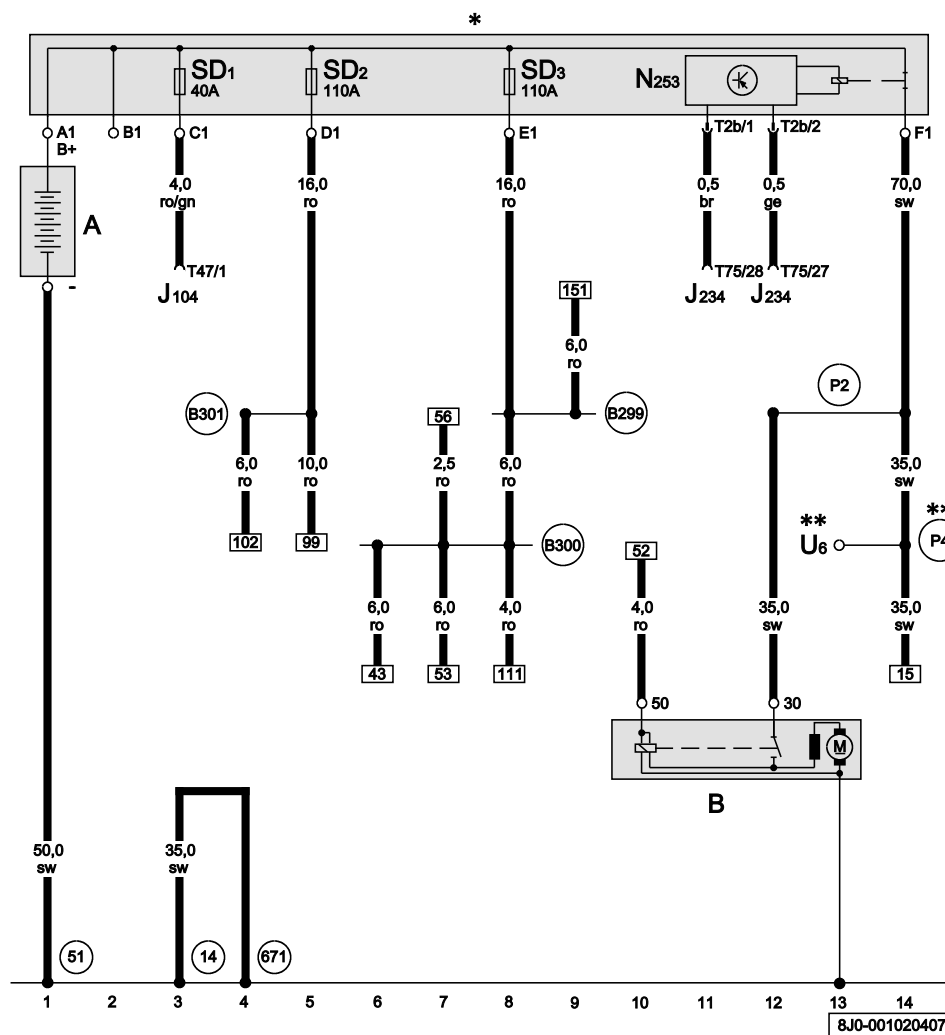 *
SD1 40A
SD2 110A
SD3 110A
N253
A1 B1 C1 D1 E1 T2b/1 T2b/2 F1
B+
A
-
4,0 16,0 16,0 0,5 0,5 70,0
ro/gn ro ro br ge sw
T47/1 T75/28 T75/27
J104 J234 J234
151
6,0
ro
P2
B301 56 B299
6,0 10,0 2,5 6,0 35,0
ro ro ro ro sw
** **
102 99 B300 52 U6 P4
6,0 6,0 4,0 4,0 35,0 35,0
ro ro ro ro sw sw
43 53 111 15
50 30
M
B
50,0 35,0
sw sw
51 14 671
1 2 3 4 5 6 7 8 9 10 11 12 13 14
8J0-001020407